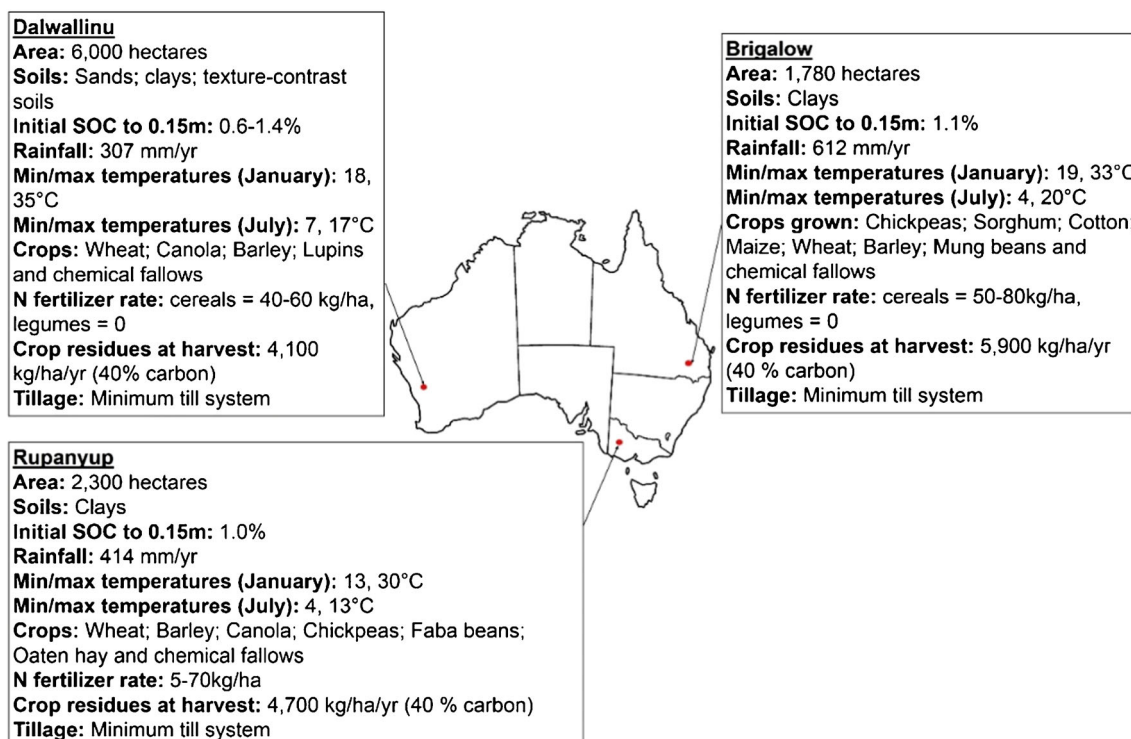 Dalwallinu
Area: 6,000 hectares
Soils: Sands; clays; texture-contrast
soils
Initial SOC to 0.15m: 0.6-1.4%
Rainfall: 307 mm/yr
Min/max temperatures (January): 18,
35°C
Min/max temperatures (July): 7, 17°C
Crops: Wheat; Canola; Barley; Lupins
and chemical fallows
N fertilizer rate: cereals = 40-60 kg/ha,
legumes = 0
Crop residues at harvest: 4,100
kg/ha/yr (40% carbon)
Tillage: Minimum till system
Brigalow
Area: 1,780 hectares
Soils: Clays
Initial SOC to 0.15m: 1.1%
Rainfall: 612 mm/yr
Min/max temperatures (January): 19, 33°C
Min/max temperatures (July): 4, 20°C
Crops grown: Chickpeas; Sorghum; Cotton;
Maize; Wheat; Barley; Mung beans and
chemical fallows
N fertilizer rate: cereals = 50-80kg/ha,
legumes = 0
Crop residues at harvest: 5,900 kg/ha/yr
(40 % carbon)
Tillage: Minimum till system
Rupanyup
Area: 2,300 hectares
Soils: Clays
Initial SOC to 0.15m: 1.0%
Rainfall: 414 mm/yr
Min/max temperatures (January): 13, 30°C
Min/max temperatures (July): 4, 13°C
Crops: Wheat; Barley; Canola; Chickpeas; Faba beans;
Oaten hay and chemical fallows
N fertilizer rate: 5-70kg/ha
Crop residues at harvest: 4,700 kg/ha/yr (40 % carbon)
Tillage: Minimum till system